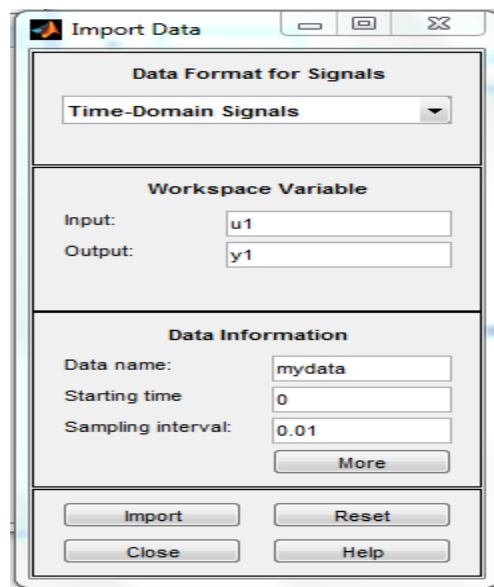 Import Data
Data Format for Signals
Time-Domain Signals
Workspace Variable
Input: u1
Output: y1
Data Information
Data name: mydata
Starting time 0
Sampling interval: 0.01
More
Import Reset
Close Help